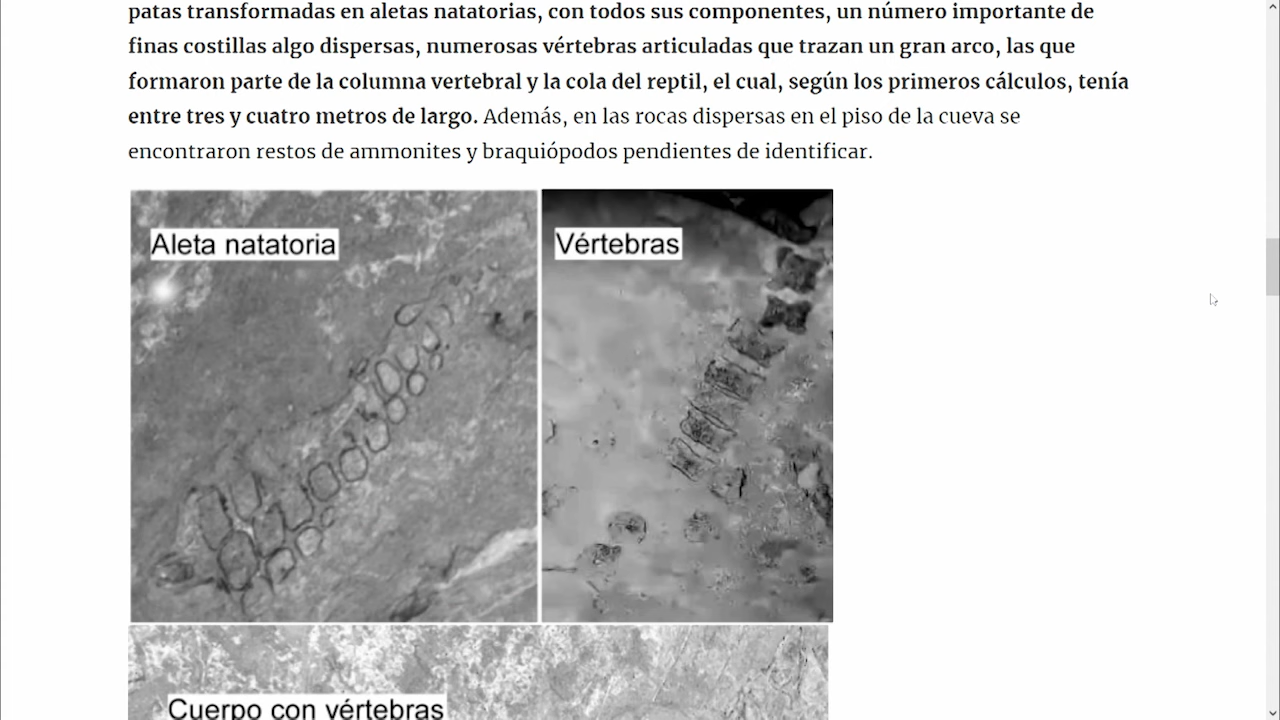 patas transformadas en aletas natatorias, con todos sus componentes, un número importante de
finas costillas algo dispersas, numerosas vértebras articuladas que trazan un gran arco, las que
formaron parte de la columna vertebral y la cola del reptil, el cual, según los primeros cálculos, tenía
entre tres y cuatro metros de largo. Además, en las rocas dispersas en el piso de la cueva se
encontraron restos de ammonites y braquiópodos pendientes de identificar.
Aleta natatoria
Vértebras
Cuerpo con vértebras